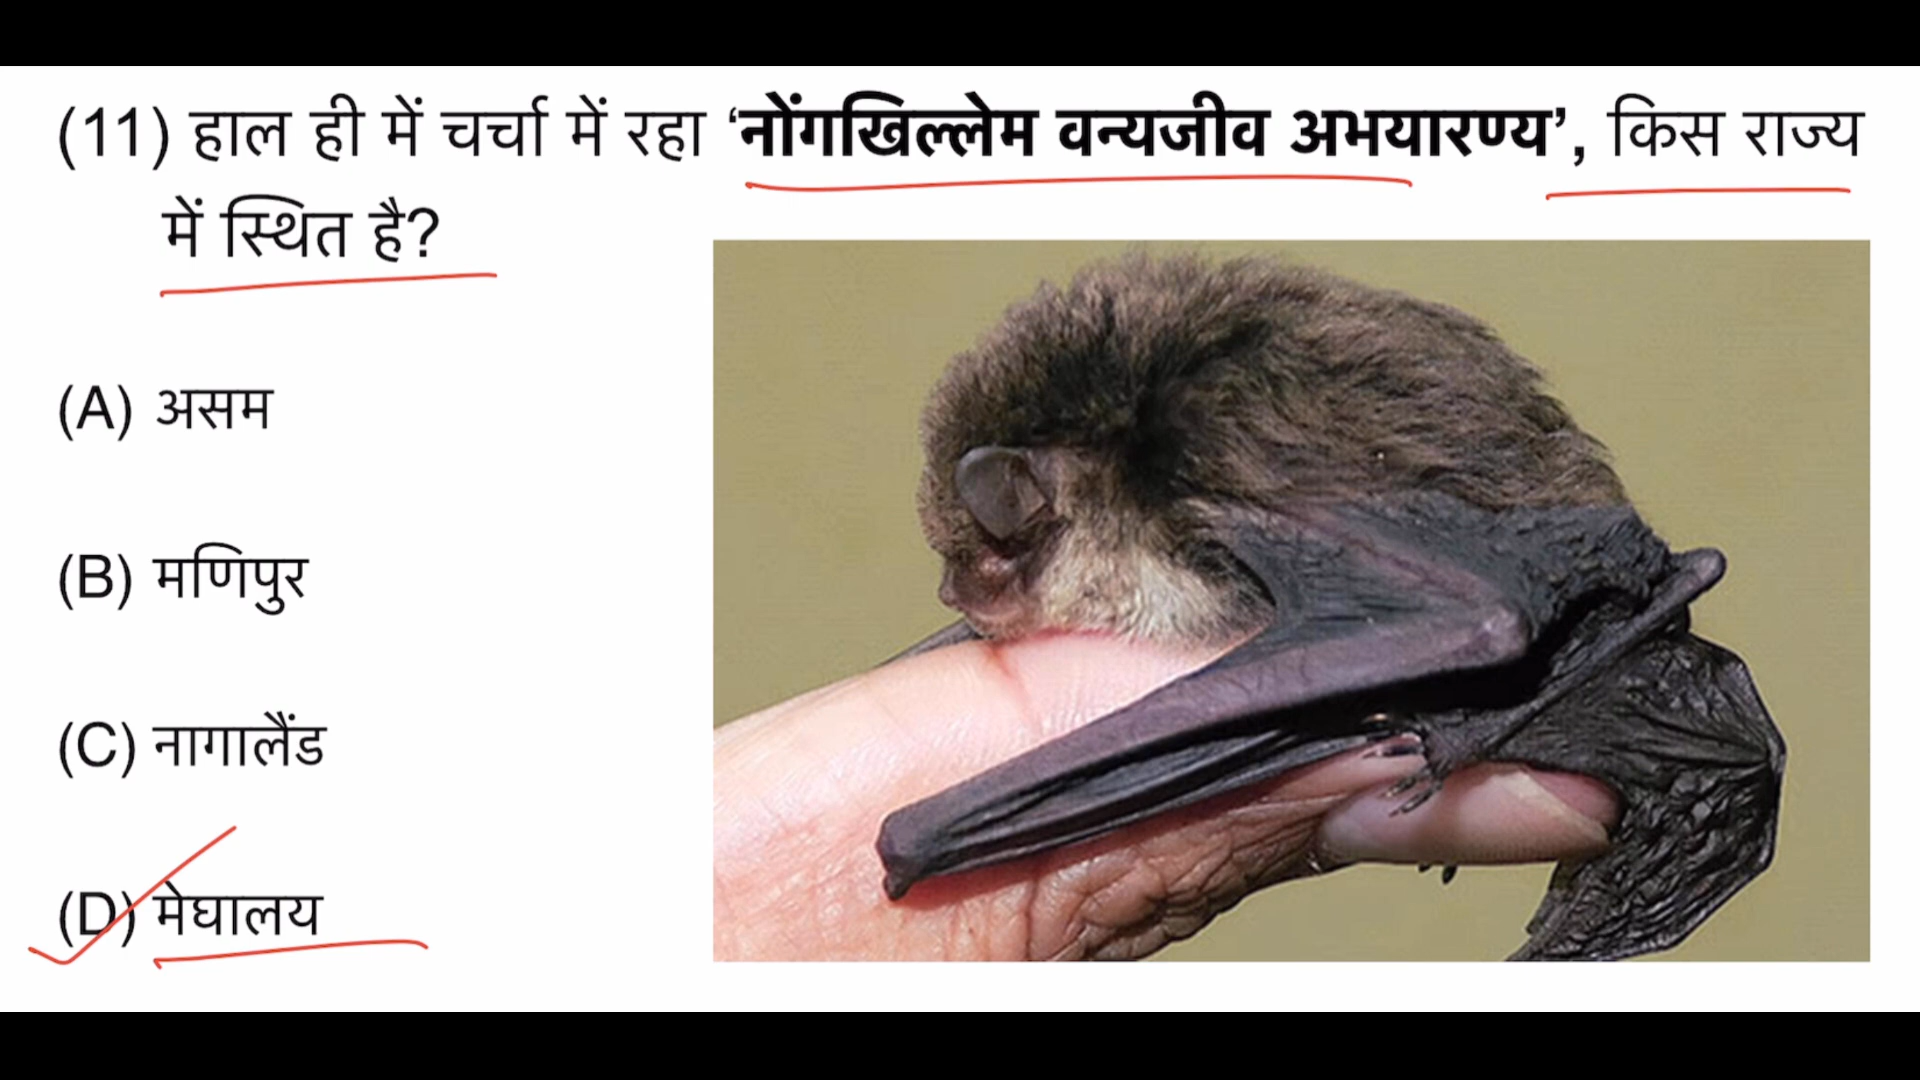 (11) हाल ही में चर्चा में रहा ‘नोंगखिल्लेम वन्यजीव अभयारण्य’, किस राज्य
में स्थित है?
(A) असम
(B) मणिपुर
(C) नागालैंड
(D) मेघालय